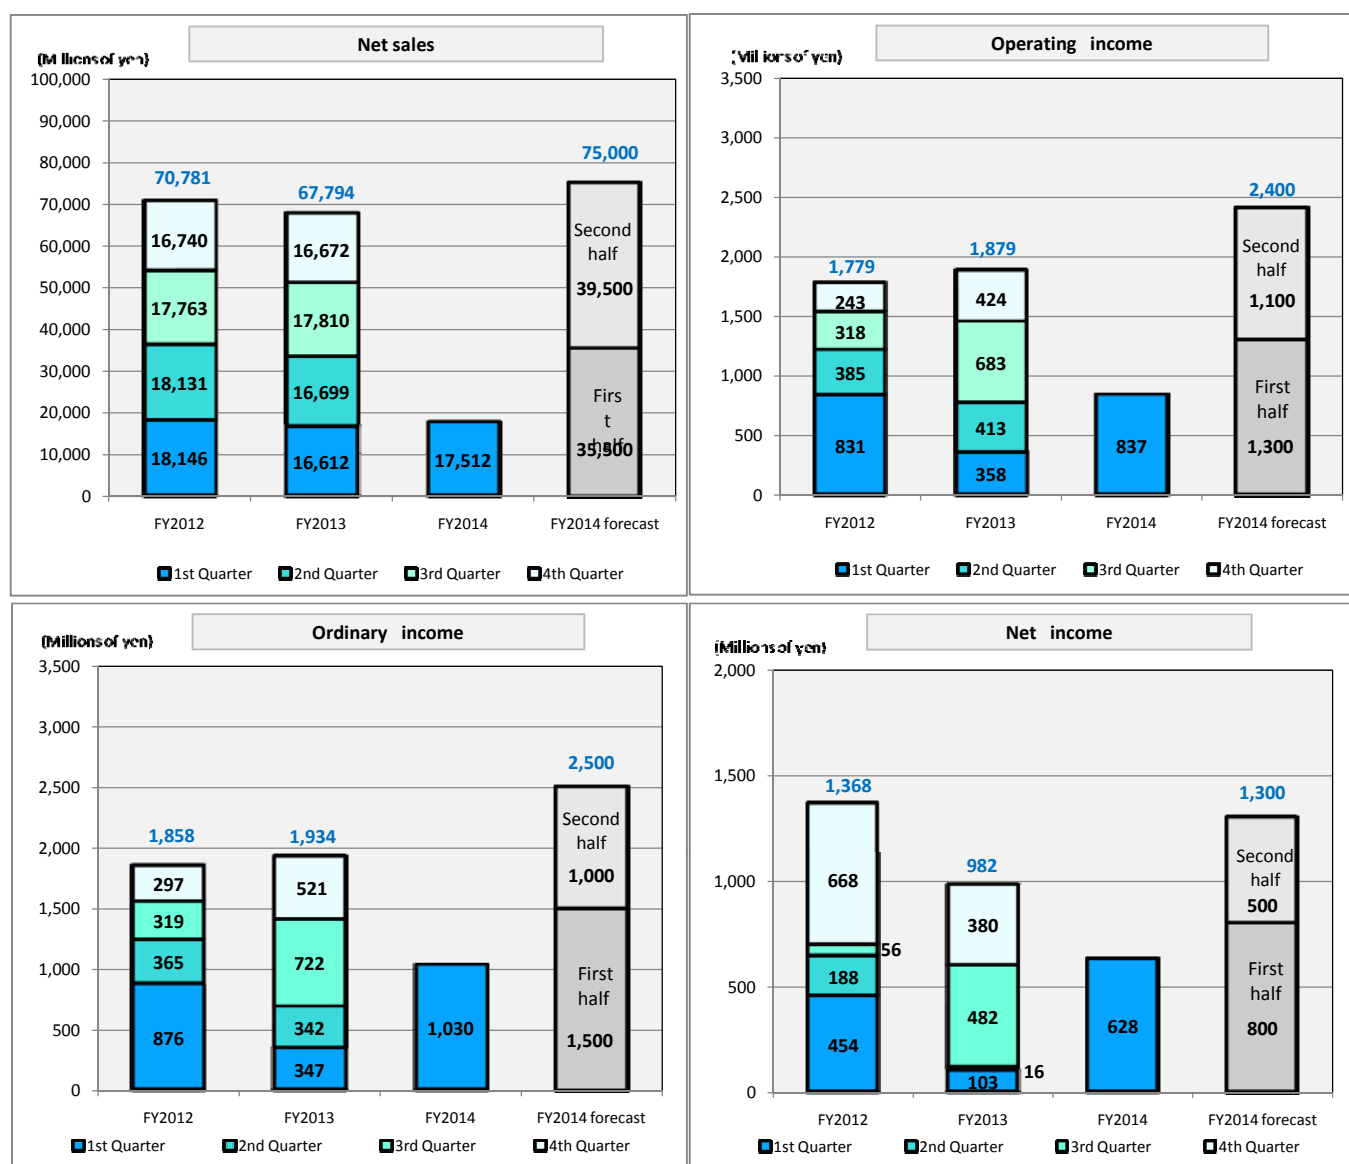 Net sales
(Millions of yen)
100,000
90,000
80,000
70,000
60,000
50,000
40,000
30,000
20,000
10,000
0
70,781
16,740
17,763
18,131
18,146
67,794
16,672
17,810
16,699
16,612
17,512
75,000
Second
half
39,500
Firs
t
half
35,500
FY2012
FY2013
FY2014
FY2014 forecast
1st Quarter
2nd Quarter
3rd Quarter
4th Quarter
Operating income
(Millions of yen)
3,500
3,000
2,500
2,000
1,500
1,000
500
0
1,779
243
318
385
831
1,879
424
683
413
358
837
2,400
Second
half
1,100
First
half
1,300
FY2012
FY2013
FY2014
FY2014 forecast
1st Quarter
2nd Quarter
3rd Quarter
4th Quarter
Ordinary income
(Millions of yen)
3,500
3,000
2,500
2,000
1,500
1,000
500
0
1,858
297
319
365
876
1,934
521
722
342
347
1,030
2,500
Second
half
1,000
First
half
1,500
FY2012
FY2013
FY2014
FY2014 forecast
1st Quarter
2nd Quarter
3rd Quarter
4th Quarter
Net income
(Millions of yen)
2,000
1,500
1,000
500
0
1,368
668
56
188
454
982
380
482
16
103
628
1,300
Second
half
500
First
half
800
FY2012
FY2013
FY2014
FY2014 forecast
1st Quarter
2nd Quarter
3rd Quarter
4th Quarter